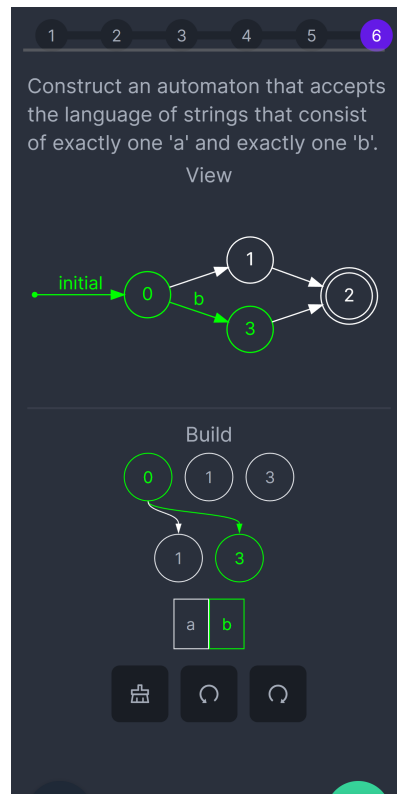 1 2 3 4 5 6
Construct an automaton that accepts
the language of strings that consist
of exactly one 'a' and exactly one 'b'.
View
1
initial 0 b 2
3
Build
0 1 3
1 3
a b